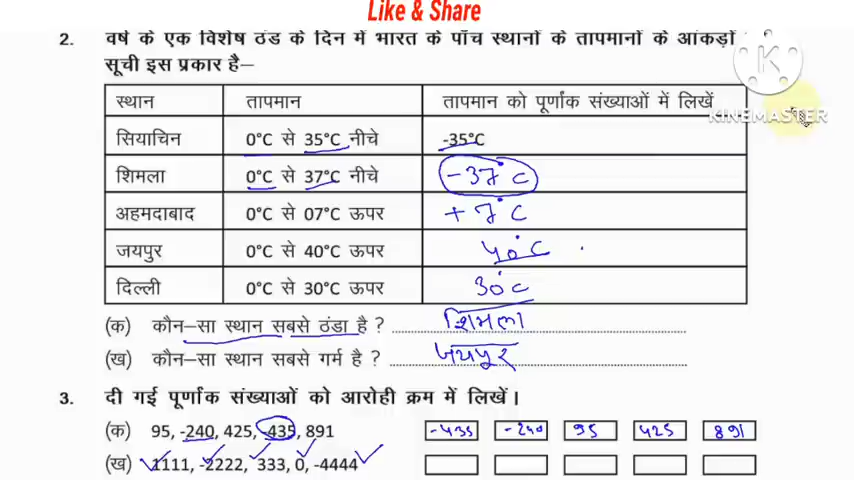 Like & Share
2. वर्ष के एक विशेष ठंड के दिन में भारत के पाँच स्थानों के तापमानों के आंकड़ों
सूची इस प्रकार है–
स्थान तापमान तापमान को पूर्णांक संख्याओं में लिखें
सियाचिन 0°C से 35°C नीचे -35°C
शिमला 0°C से 37°C नीचे -37°C
अहमदाबाद 0°C से 07°C ऊपर +7°C
जयपुर 0°C से 40°C ऊपर 40°C
दिल्ली 0°C से 30°C ऊपर 30°C
(क) कौन–सा स्थान सबसे ठंडा है ? शिमला
(ख) कौन–सा स्थान सबसे गर्म है ? जयपुर
3. दी गई पूर्णांक संख्याओं को आरोही क्रम में लिखें।
(क) 95, -240, 425, -435, 891 -435 -240 95 425 891
(ख) 1111, -2222, 333, 0, -4444
K
KINEMASTER